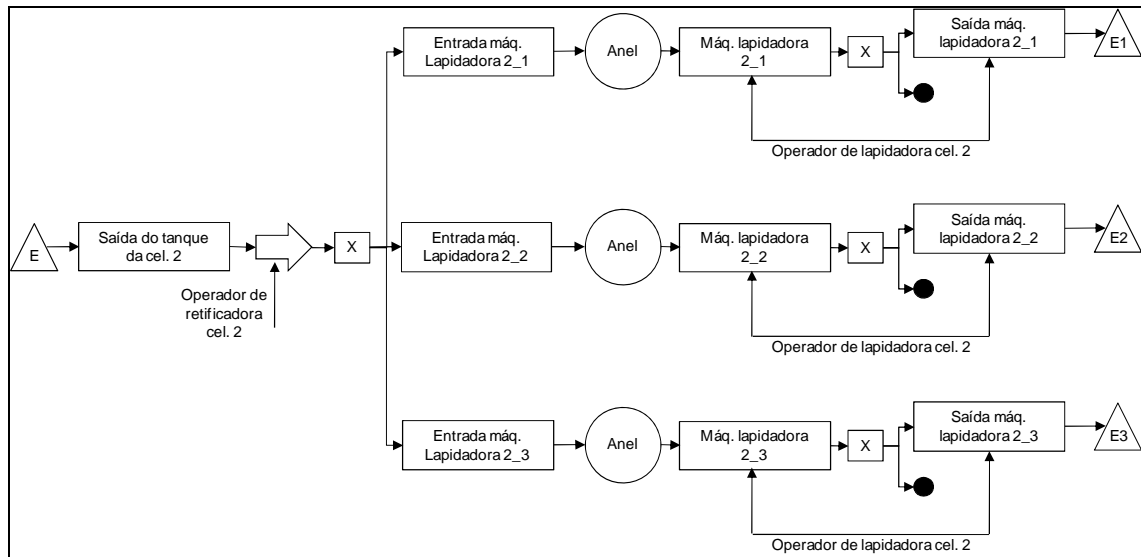 Entrada máq.
Lapidadora 2_1
Anel
Máq. lapidadora
2_1
X
Saída máq.
lapidadora 2_1
E1
Operador de lapidadora cel. 2
E
Saída do tanque
da cel. 2
Operador de
retificadora
cel. 2
X
Entrada máq.
Lapidadora 2_2
Anel
Máq. lapidadora
2_2
X
Saída máq.
lapidadora 2_2
E2
Operador de lapidadora cel. 2
Entrada máq.
Lapidadora 2_3
Anel
Máq. lapidadora
2_3
X
Saída máq.
lapidadora 2_3
E3
Operador de lapidadora cel. 2